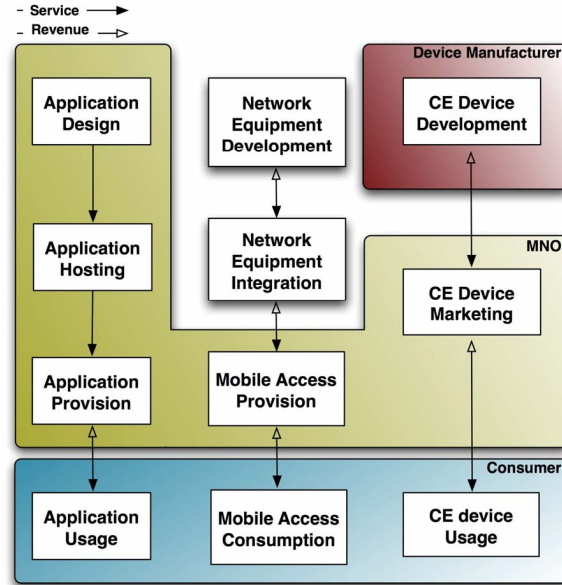 Service
Revenue
Device Manufacturer
Application
Design
Network
Equipment
Development
CE Device
Development
Application
Hosting
Network
Equipment
Integration
MNO
CE Device
Marketing
Application
Provision
Mobile Access
Provision
Consumer
Application
Usage
Mobile Access
Consumption
CE device
Usage